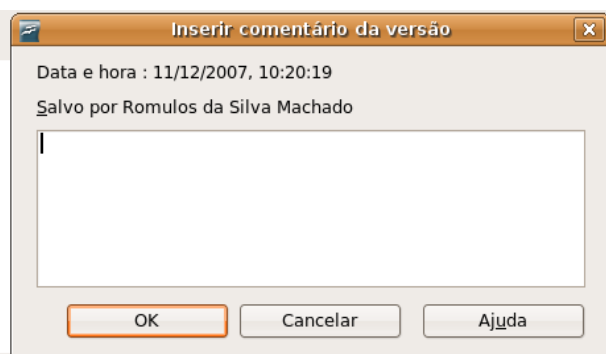 Inserir comentário da versão
Data e hora : 11/12/2007, 10:20:19
Salvo por Romulos da Silva Machado
OK Cancelar Ajuda